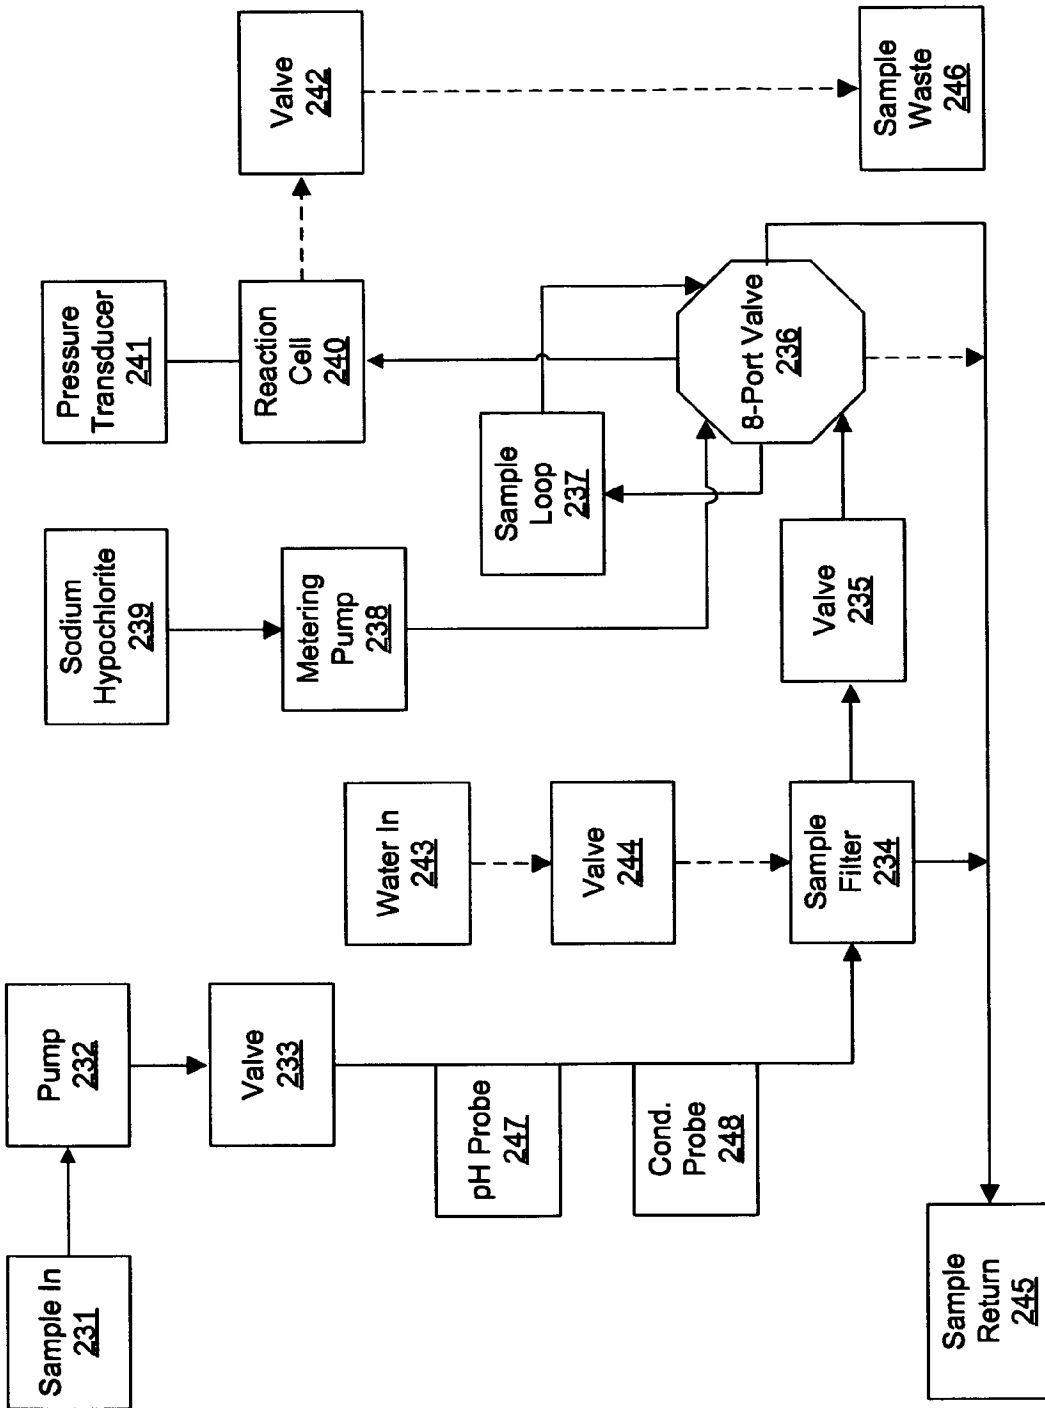 Sample In
231
Pump
232
Valve
233
pH Probe
247
Cond.
Probe
248
Water In
243
Valve
244
Sample
Filter
234
Sample
Return
245
Sodium
Hypochlorite
239
Metering
Pump
238
Valve
235
Sample
Loop
237
8-Port Valve
236
Pressure
Transducer
241
Reaction
Cell
240
Valve
242
Sample
Waste
246